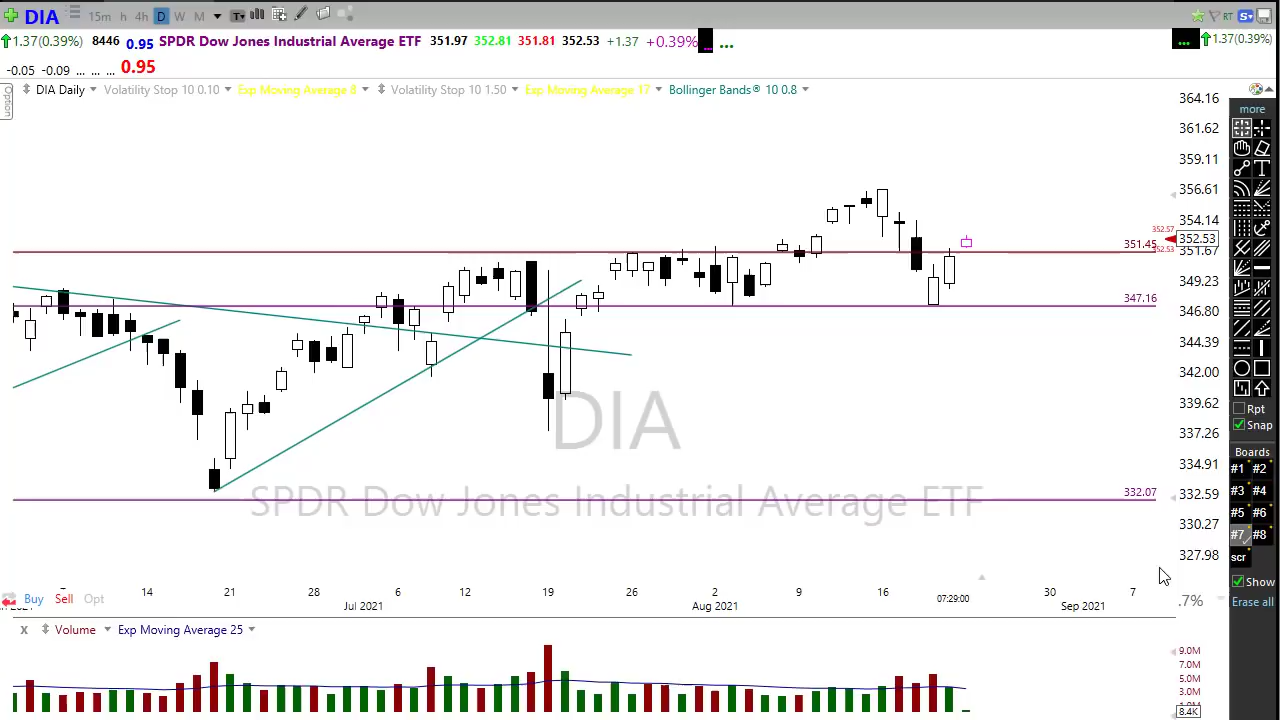 DIA 15m h 4h D W M T RT S
1.37(0.39%) 8446 0.95 SPDR Dow Jones Industrial Average ETF 351.97 352.81 351.81 352.53 +1.37 +0.39% ... ... ... 1.37(0.39%)
-0.05 -0.09 ... ... ... 0.95
Option
DIA Daily Volatility Stop 10 0.10 Exp Moving Average 8 Volatility Stop 10 1.50 Exp Moving Average 17 Bollinger Bands® 10 0.8
364.16
more
361.62
359.11
T
356.61
354.14
352.57
352.53
351.45
352.53
351.67
349.23
347.16
346.80
344.39
342.00
339.62
Rpt
Snap
DIA
337.26
Boards
334.91
#1 #2
SPDR Dow Jones Industrial Average ETF
332.07
332.59
#3 #4
#5 #6
330.27
#7 #8
327.98
scr
Show
14 21 28 6 12 19 26 2 9 16 07:29:00 30 7
Buy Sell Opt
Jul 2021 Aug 2021 Sep 2021
.7%
Erase all
x Volume Exp Moving Average 25
9.0M
7.0M
5.0M
3.0M
8.4K